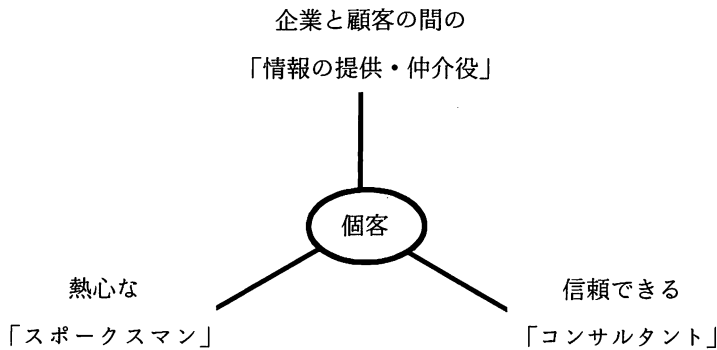 企業と顧客の間の
「情報の提供・仲介役」
個客
熱心な
「スポークスマン」
信頼できる
「コンサルタント」